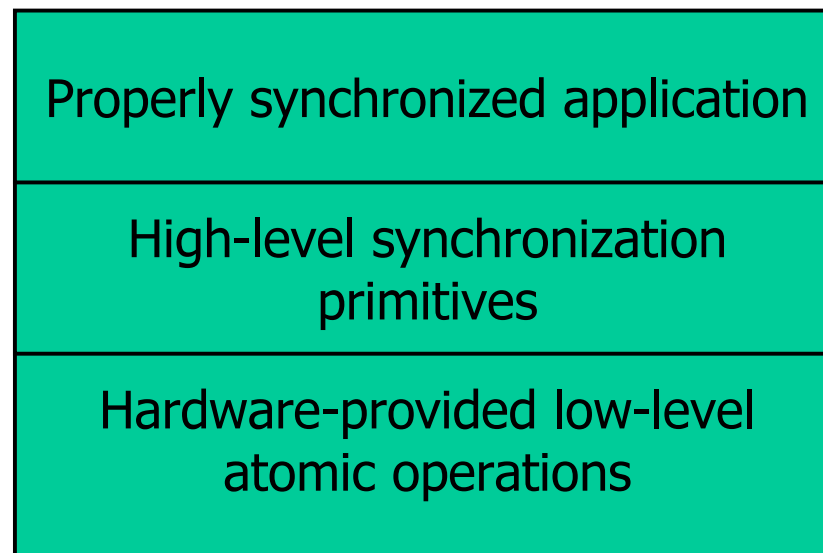 Properly synchronized application
High-level synchronization
primitives
Hardware-provided low-level
atomic operations